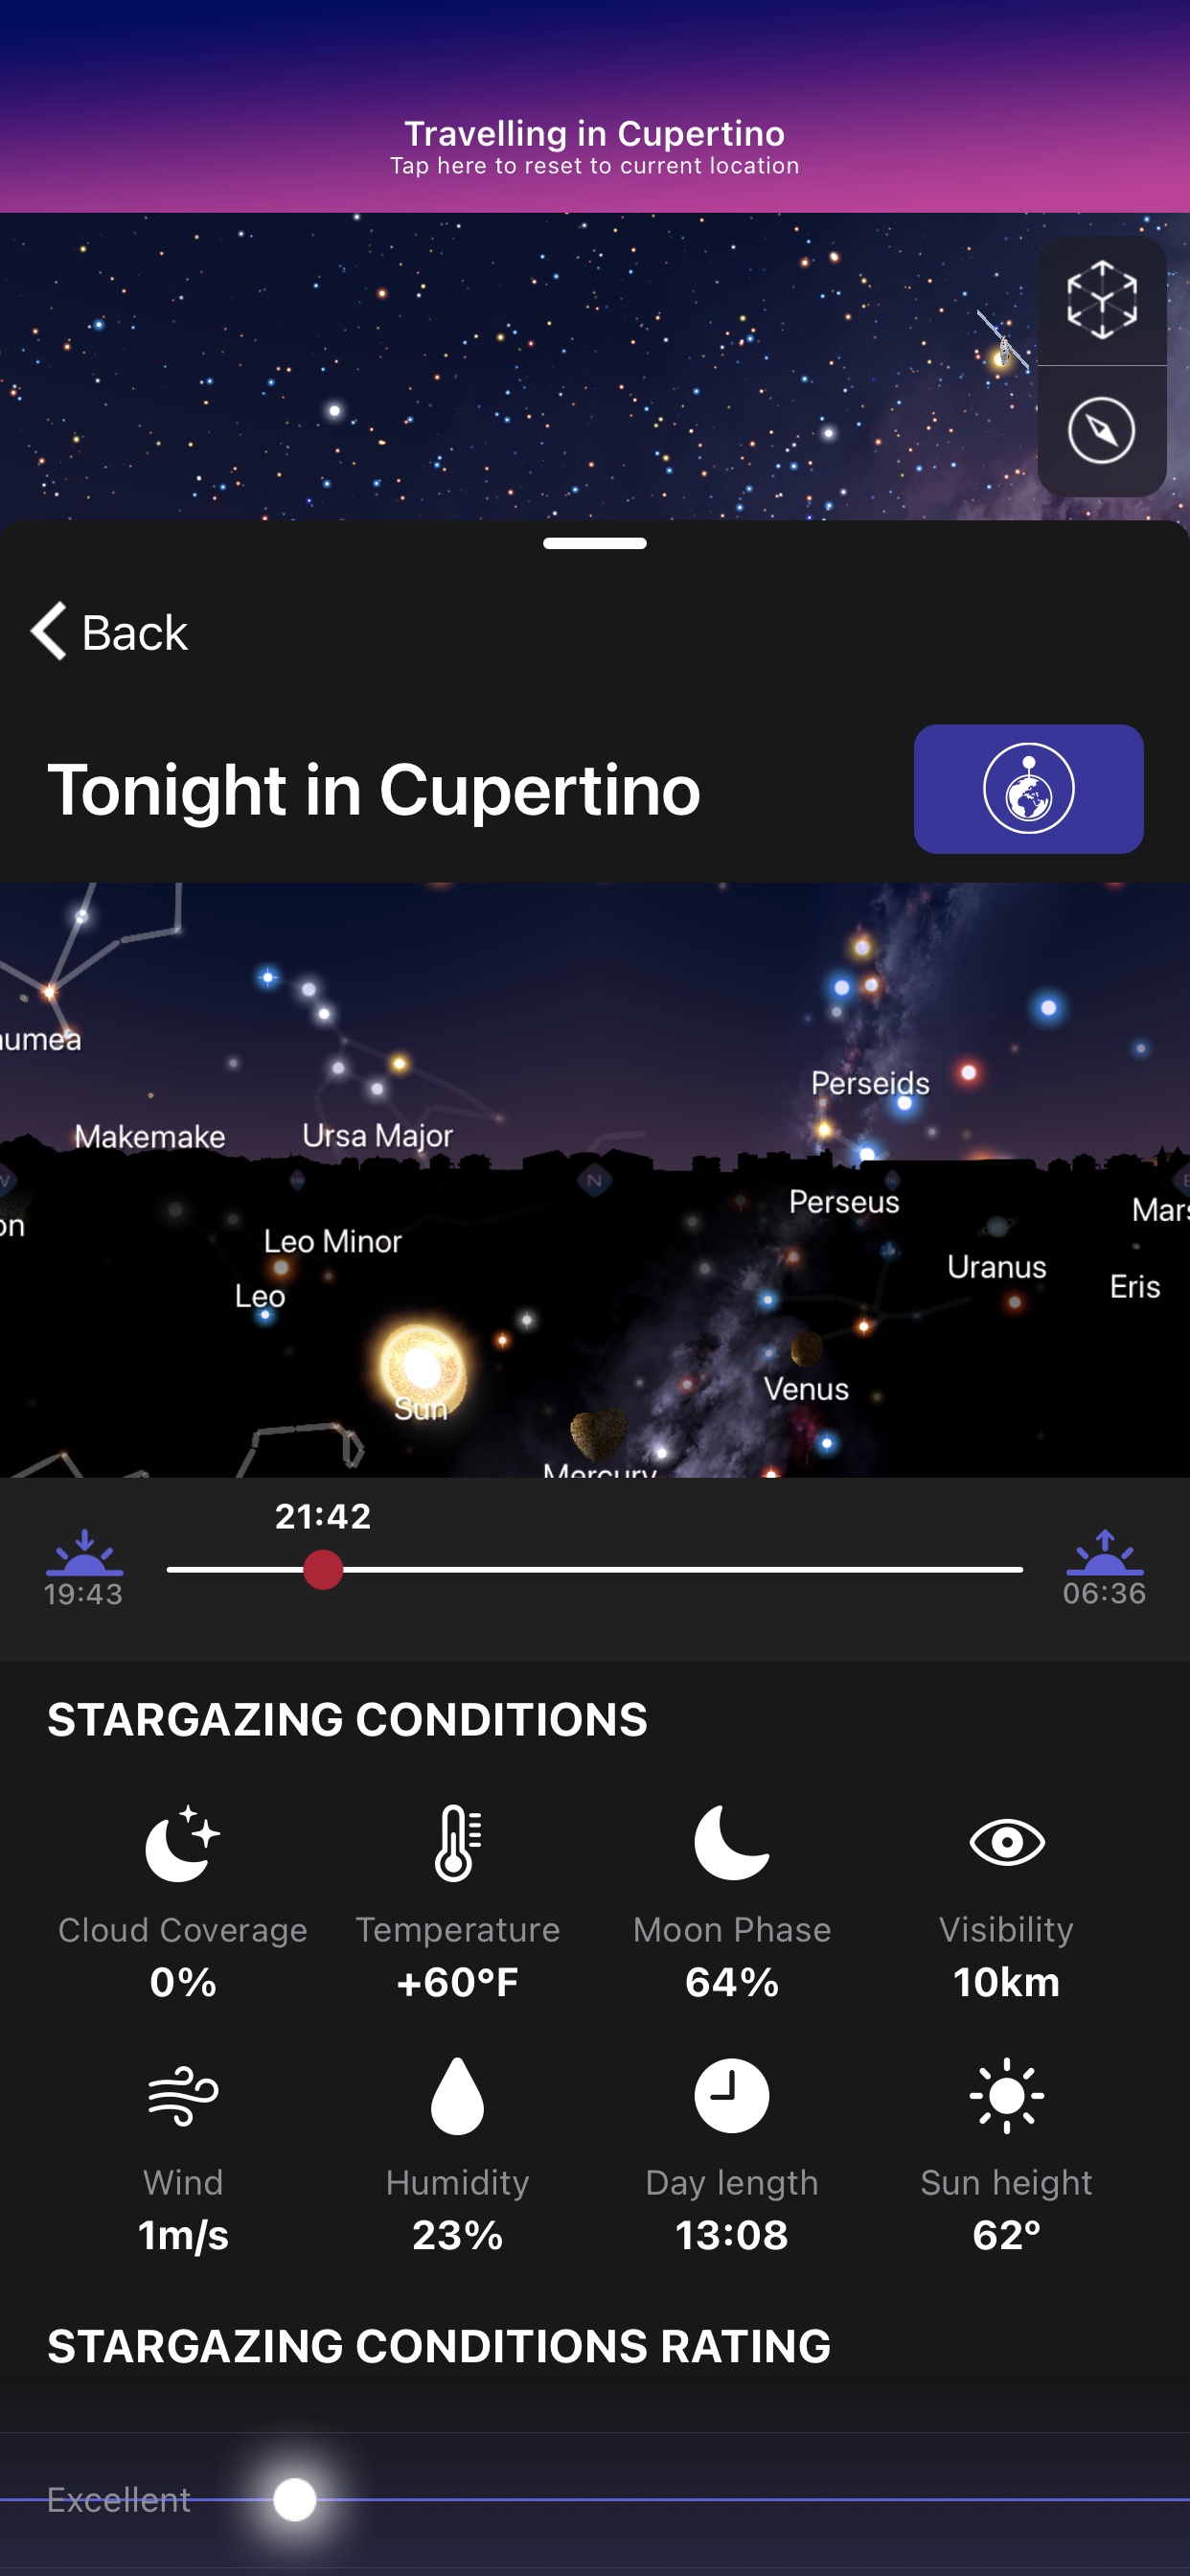 Travelling in Cupertino
Tap here to reset to current location
Back
Tonight in Cupertino
umea
Makemake
Ursa Major
Perseids
N
Perseus
Mars
on
Leo Minor
Uranus
Leo
Eris
Venus
Sun
Mercury
21:42
19:43
06:36
STARGAZING CONDITIONS
Cloud Coverage Temperature Moon Phase Visibility
0% +60°F 64% 10km
Wind Humidity Day length Sun height
1m/s 23% 13:08 62º
STARGAZING CONDITIONS RATING
Excellent